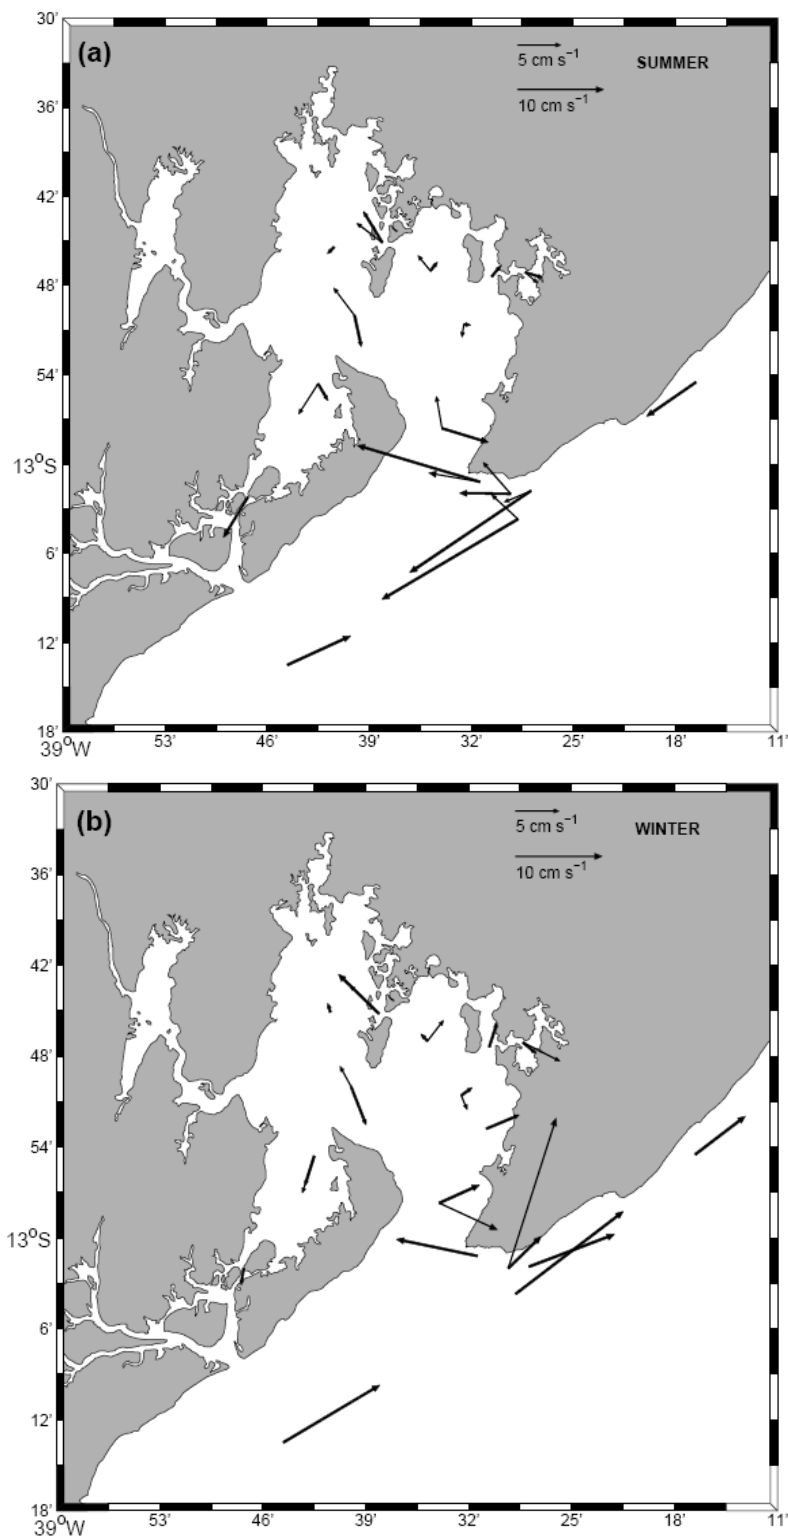 30'
(a)
5 cm s⁻¹
SUMMER
10 cm s⁻¹
36'
42'
48'
54'
13°S
6'
12'
18'
39°W
53'
46'
39'
32'
25'
18'
11'
30'
(b)
5 cm s⁻¹
WINTER
10 cm s⁻¹
36'
42'
48'
54'
13°S
6'
12'
18'
39°W
53'
46'
39'
32'
25'
18'
11'